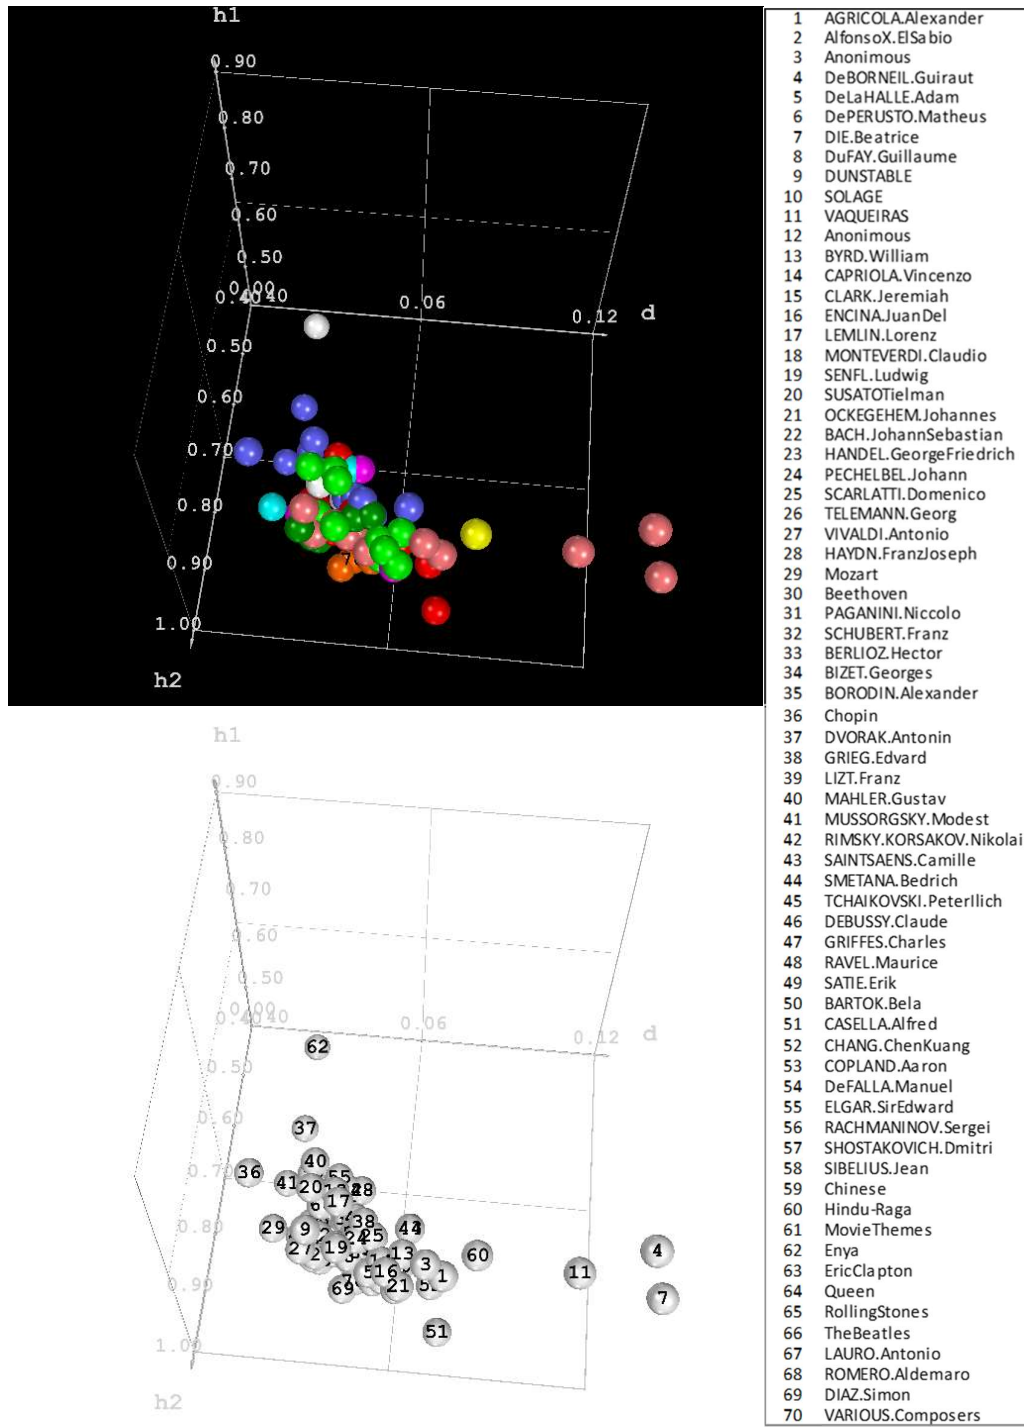 h1
0.90
0.80
0.70
0.60
0.50
0.06
0.12 d
0.50
0.60
0.70
0.80
0.90
1.00
h2
h1
0.90
0.80
0.70
0.60
0.50
0.06
0.12 d
0.50
0.60
0.70
0.80
0.90
1.00
h2
62
37
40
36
41
20
17
29
9
19
13
3
1
60
11
4
7
16
21
69
51
1 AGRICOLA.Alexander
2 AlfonsoX.ElSabio
3 Anonimous
4 DeBORNEIL.Guiraut
5 DeLaHALLE.Adam
6 DePERUSTO.Matheus
7 DIE.Beatrice
8 DuFAY.Guillaume
9 DUNSTABLE
10 SOLAGE
11 VAQUEIRAS
12 Anonimous
13 BYRD.William
14 CAPRIOLA.Vincenzo
15 CLARK.Jeremiah
16 ENCINA.JuanDel
17 LEMLIN.Lorenz
18 MONTEVERDI.Claudio
19 SENFL.Ludwig
20 SUSATOTielman
21 OCKEGEHEM.Johannes
22 BACH.JohannSebastian
23 HANDEL.GeorgeFriedrich
24 PECHELBEL.Johann
25 SCARLATTI.Domenico
26 TELEMANN.Georg
27 VIVALDI.Antonio
28 HAYDN.FranzJoseph
29 Mozart
30 Beethoven
31 PAGANINI.Niccolo
32 SCHUBERT.Franz
33 BERLIOZ.Hector
34 BIZET.Georges
35 BORODIN.Alexander
36 Chopin
37 DVORAK.Antonin
38 GRIEG.Edvard
39 LIZT.Franz
40 MAHLER.Gustav
41 MUSSORGSKY.Modest
42 RIMSKY.KORSAKOV.Nikolai
43 SAINTSAENS.Camille
44 SMETANA.Bedrich
45 TCHAIKOVSKI.PeterIlich
46 DEBUSSY.Claude
47 GRIFFES.Charles
48 RAVEL.Maurice
49 SATIE.Erik
50 BARTOK.Bela
51 CASELLA.Alfred
52 CHANG.ChenKuang
53 COPLAND.Aaron
54 DeFALLA.Manuel
55 ELGAR.SirEdward
56 RACHMANINOV.Sergei
57 SHOSTAKOVICH.Dmitri
58 SIBELIUS.Jean
59 Chinese
60 Hindu-Raga
61 MovieThemes
62 Enya
63 EricClapton
64 Queen
65 RollingStones
66 TheBeatles
67 LAURO.Antonio
68 ROMERO.Aldemaro
69 DIAZ.Simon
70 VARIOUS.Composers